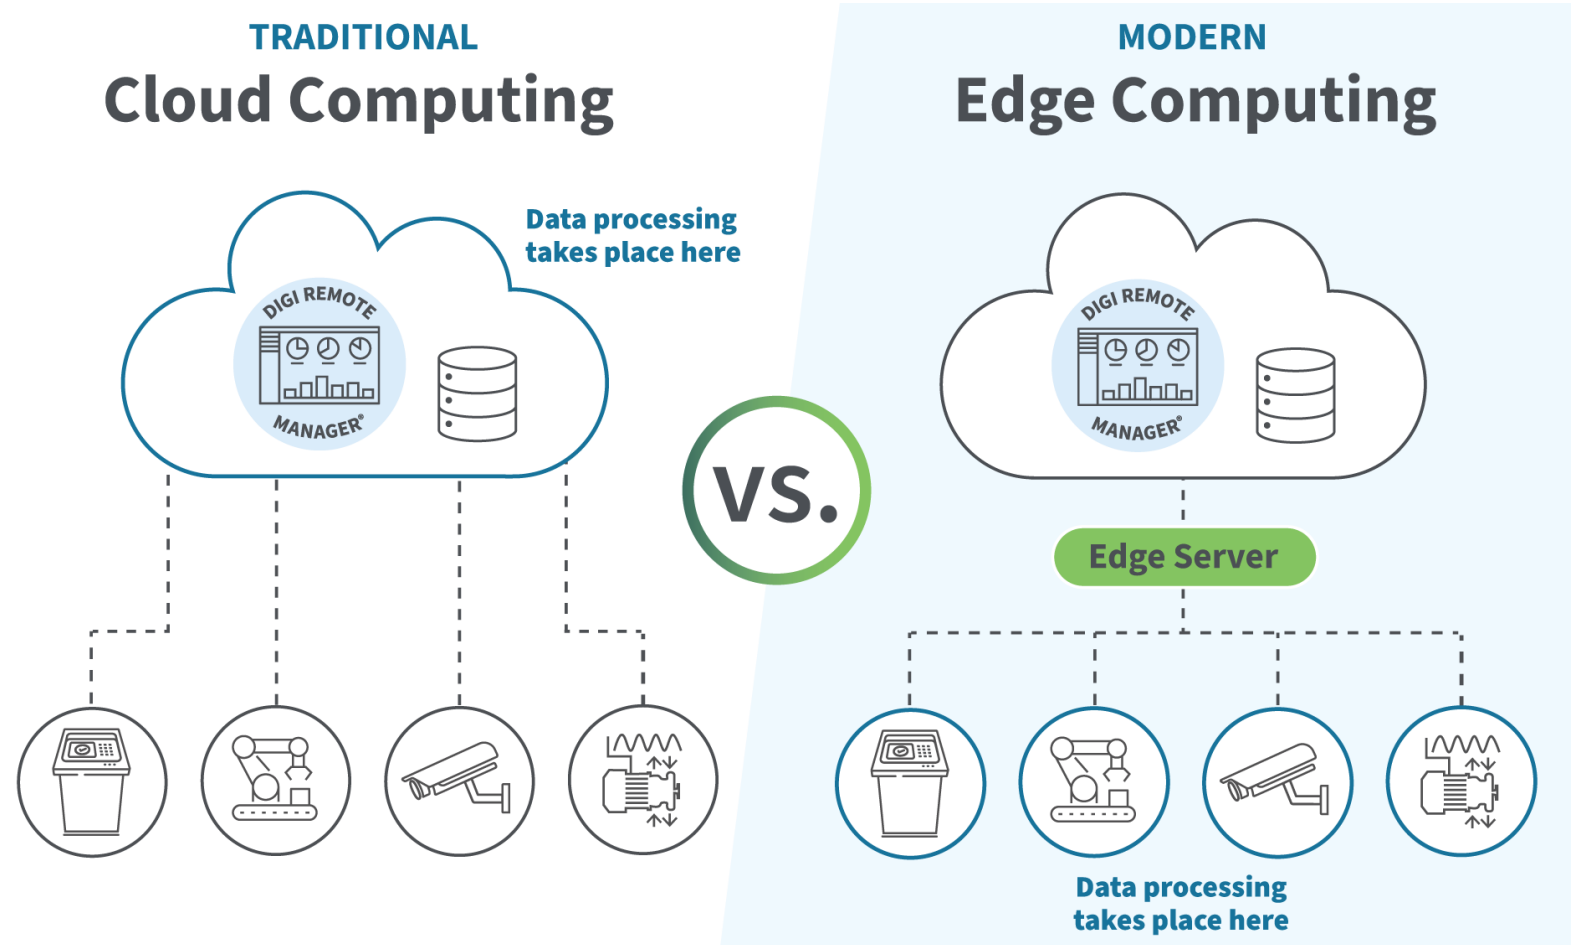 TRADITIONAL
Cloud Computing
Data processing
takes place here
DIGI REMOTE
MANAGER®
VS.
MODERN
Edge Computing
DIGI REMOTE
MANAGER®
Edge Server
Data processing
takes place here